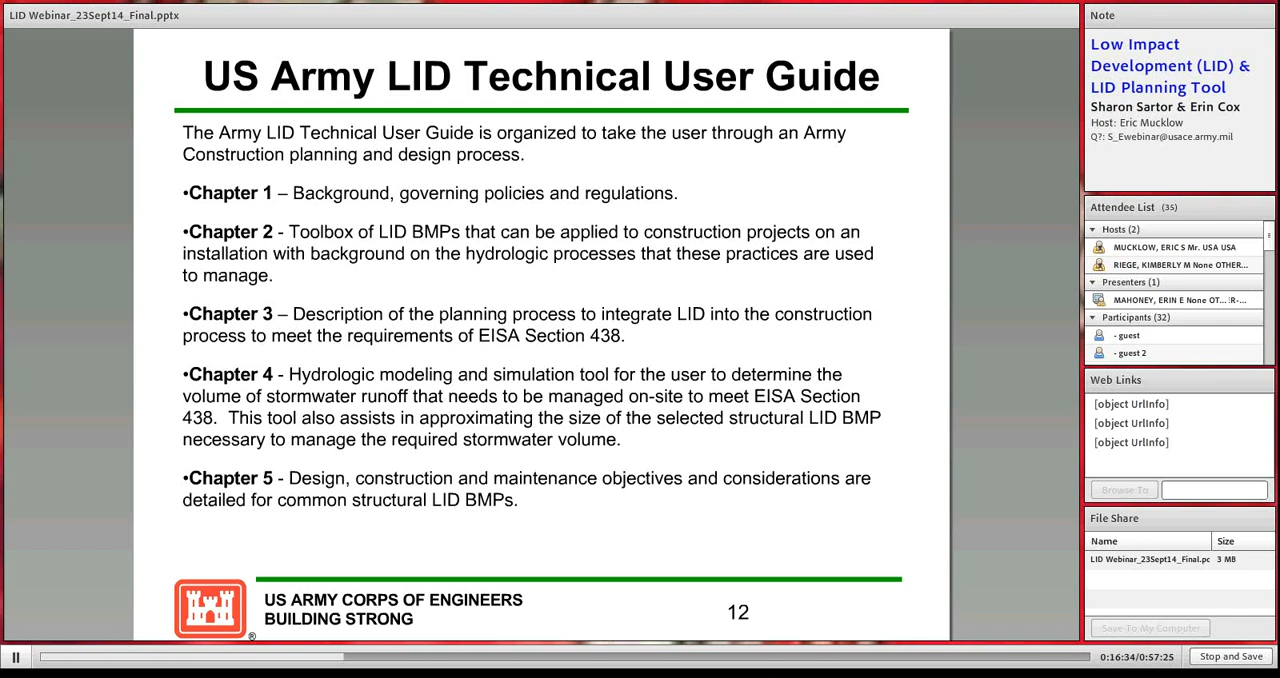 LID Webinar_23Sept14_Final.pptx
US Army LID Technical User Guide
The Army LID Technical User Guide is organized to take the user through an Army
Construction planning and design process.
•Chapter 1 – Background, governing policies and regulations.
•Chapter 2 - Toolbox of LID BMPs that can be applied to construction projects on an
installation with background on the hydrologic processes that these practices are used
to manage.
•Chapter 3 – Description of the planning process to integrate LID into the construction
process to meet the requirements of EISA Section 438.
•Chapter 4 - Hydrologic modeling and simulation tool for the user to determine the
volume of stormwater runoff that needs to be managed on-site to meet EISA Section
438.  This tool also assists in approximating the size of the selected structural LID BMP
necessary to manage the required stormwater volume.
•Chapter 5 - Design, construction and maintenance objectives and considerations are
detailed for common structural LID BMPs.
®
US ARMY CORPS OF ENGINEERS
BUILDING STRONG
12
Note
Low Impact
Development (LID) &
LID Planning Tool
Sharon Sartor & Erin Cox
Host: Eric Mucklow
Q?: S_Ewebinar@usace.army.mil
Attendee List (35)
Hosts (2)
MUCKLOW, ERIC S Mr. USA USA
RIEGE, KIMBERLY M None OTHER...
Presenters (1)
MAHONEY, ERIN E None OT... :R-...
Participants (32)
- guest
- guest 2
Web Links
[object UrlInfo]
[object UrlInfo]
[object UrlInfo]
Browse To
File Share
Name Size
LID Webinar_23Sept14_Final.pc 3 MB
Save To My Computer
0:16:34/0:57:25
Stop and Save